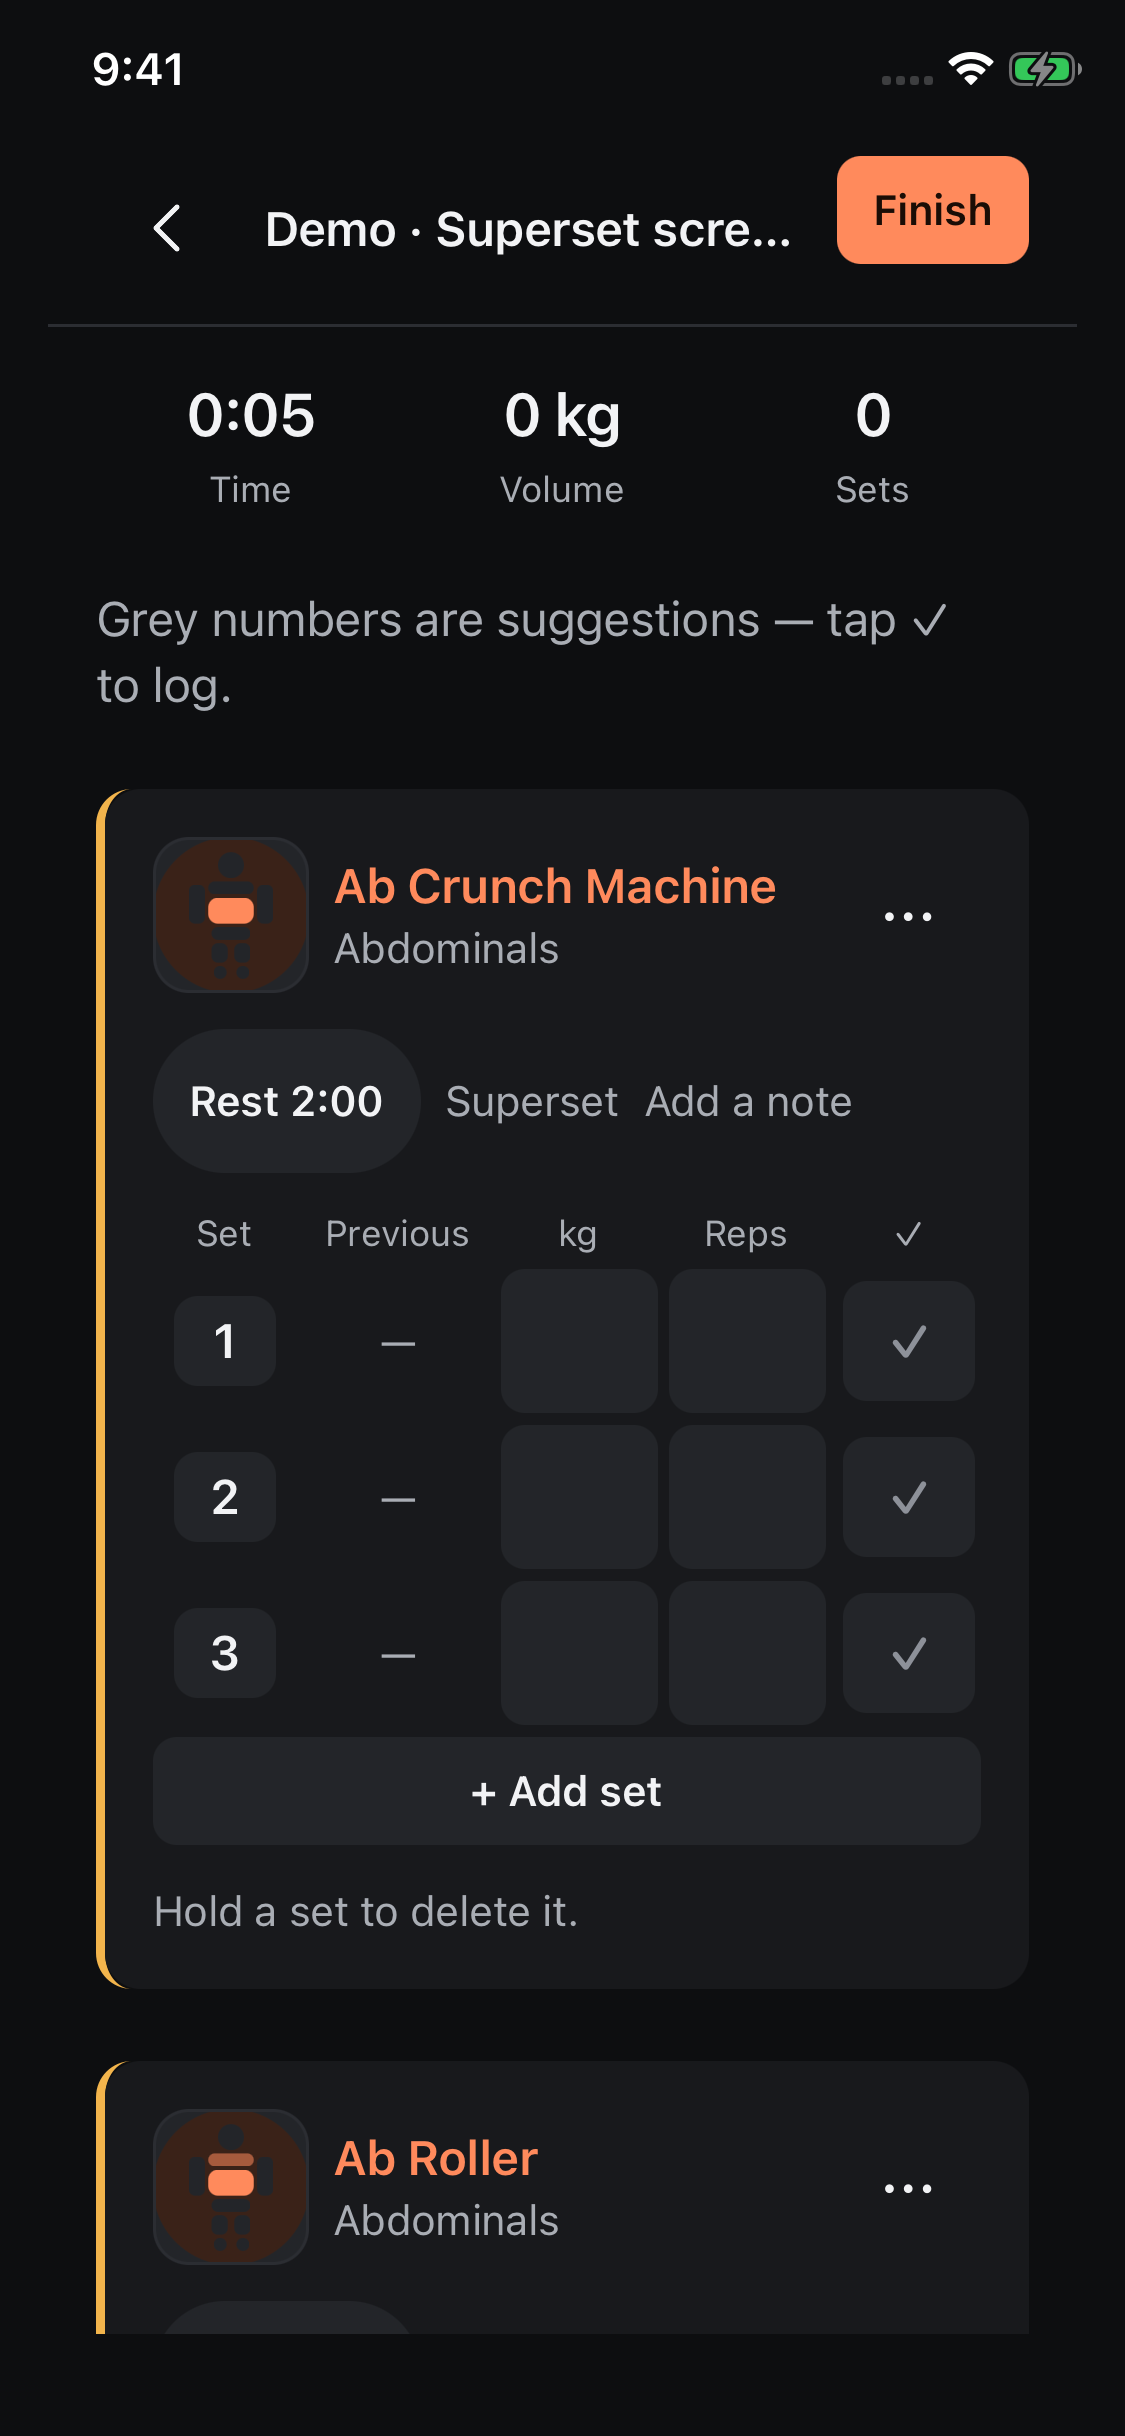 9:41
Demo · Superset scre...
Finish
0:05
0 kg
0
Time
Volume
Sets
Grey numbers are suggestions — tap ✓
to log.
Ab Crunch Machine
Abdominals
Rest 2:00
Superset
Add a note
Set
Previous
kg
Reps
✓
1
—
✓
2
—
✓
3
—
✓
+ Add set
Hold a set to delete it.
Ab Roller
Abdominals